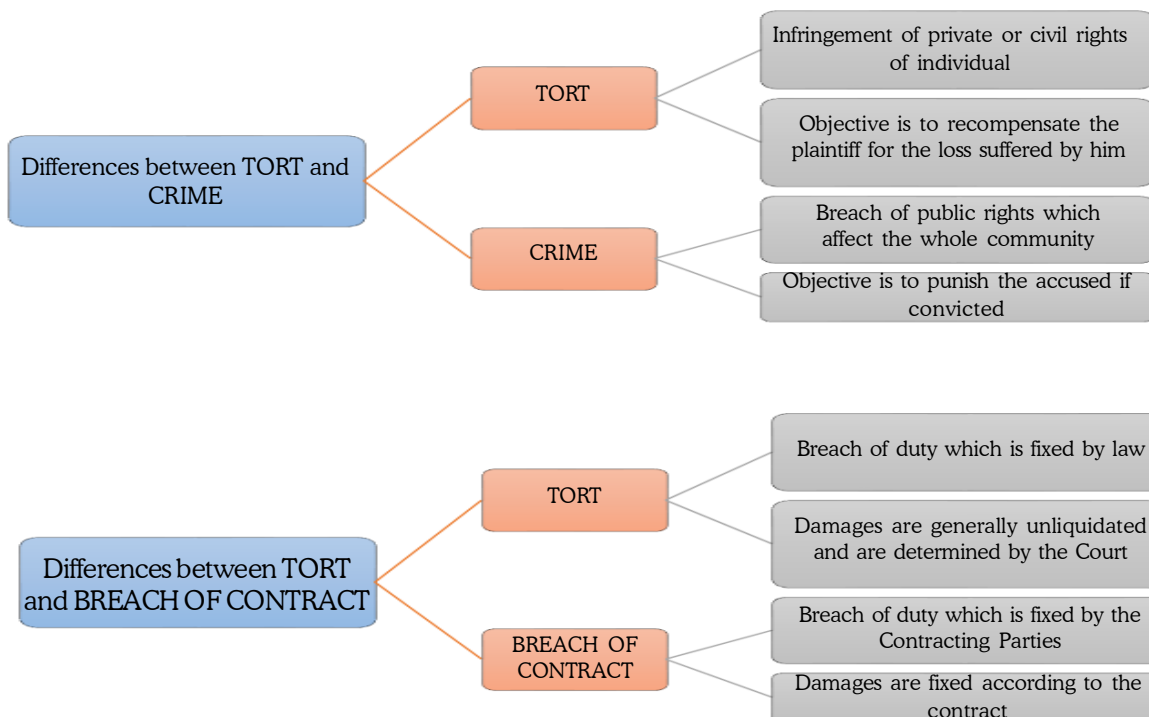 Differences between TORT and
CRIME
TORT
Infringement of private or civil rights
of individual
Objective is to recompensate the
plaintiff for the loss suffered by him
CRIME
Breach of public rights which
affect the whole community
Objective is to punish the accused if
convicted
Differences between TORT
and BREACH OF CONTRACT
TORT
Breach of duty which is fixed by law
Damages are generally unliquidated
and are determined by the Court
BREACH OF
CONTRACT
Breach of duty which is fixed by the
Contracting Parties
Damages are fixed according to the
contract